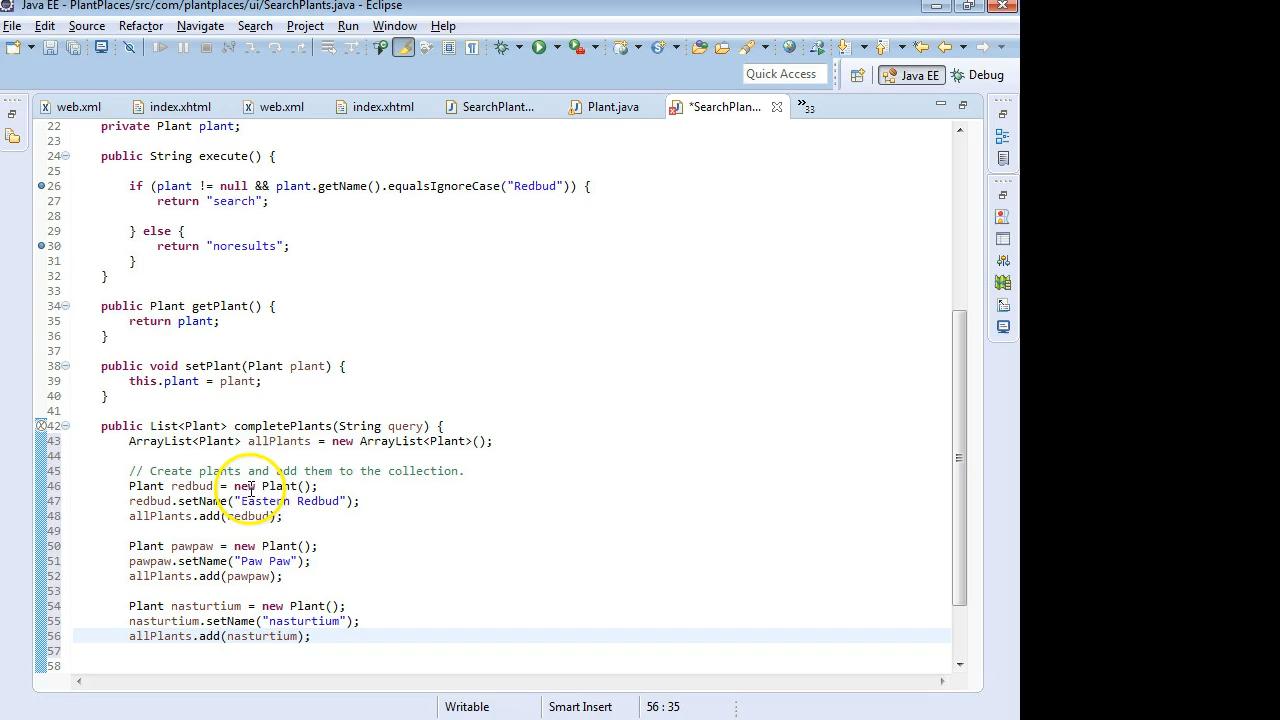 Java EE - PlantPlaces/src/com/plantplaces/ui/SearchPlants.java - Eclipse
File Edit Source Refactor Navigate Search Project Run Window Help
Quick Access Java EE Debug
web.xml index.xhtml web.xml index.xhtml SearchPlant... Plant.java *SearchPlan... »33
22 private Plant plant;
23
24 public String execute() {
25
26 if (plant != null && plant.getName().equalsIgnoreCase("Redbud")) {
27 return "search";
28
29 } else {
30 return "noresults";
31 }
32 }
33
34 public Plant getPlant() {
35 return plant;
36 }
37
38 public void setPlant(Plant plant) {
39 this.plant = plant;
40 }
41
42 public List<Plant> completePlants(String query) {
43 ArrayList<Plant> allPlants = new ArrayList<Plant>();
44
45 // Create plants and add them to the collection.
46 Plant redbud = new Plant();
47 redbud.setName("Eastern Redbud");
48 allPlants.add(redbud);
49
50 Plant pawpaw = new Plant();
51 pawpaw.setName("Paw Paw");
52 allPlants.add(pawpaw);
53
54 Plant nasturtium = new Plant();
55 nasturtium.setName("nasturtium");
56 allPlants.add(nasturtium);
57
58
Writable Smart Insert 56 : 35